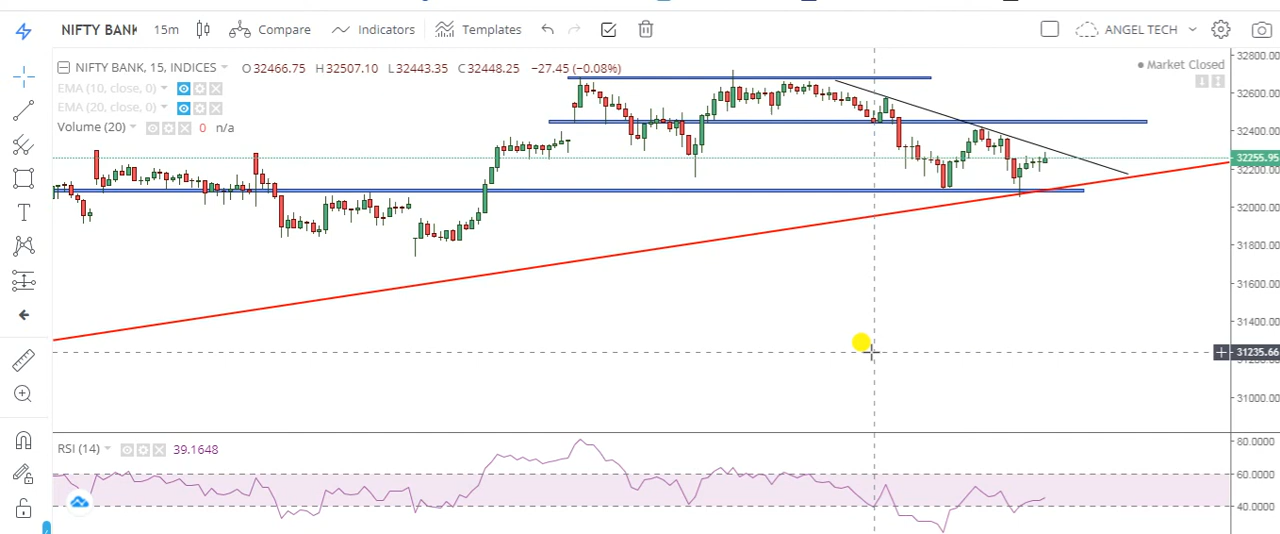 NIFTY BANK 15m Compare Indicators Templates ANGEL TECH
NIFTY BANK, 15, INDICES O32466.75 H32507.10 L32443.35 C32448.25 −27.45 (−0.08%)
Market Closed
EMA (10, close, 0)
EMA (20, close, 0)
Volume (20) 0 n/a
32800.00
32600.00
32400.00
32255.95
32200.00
32000.00
31800.00
31600.00
31400.00
31235.66
31000.00
RSI (14) 39.1648
80.0000
60.0000
40.0000